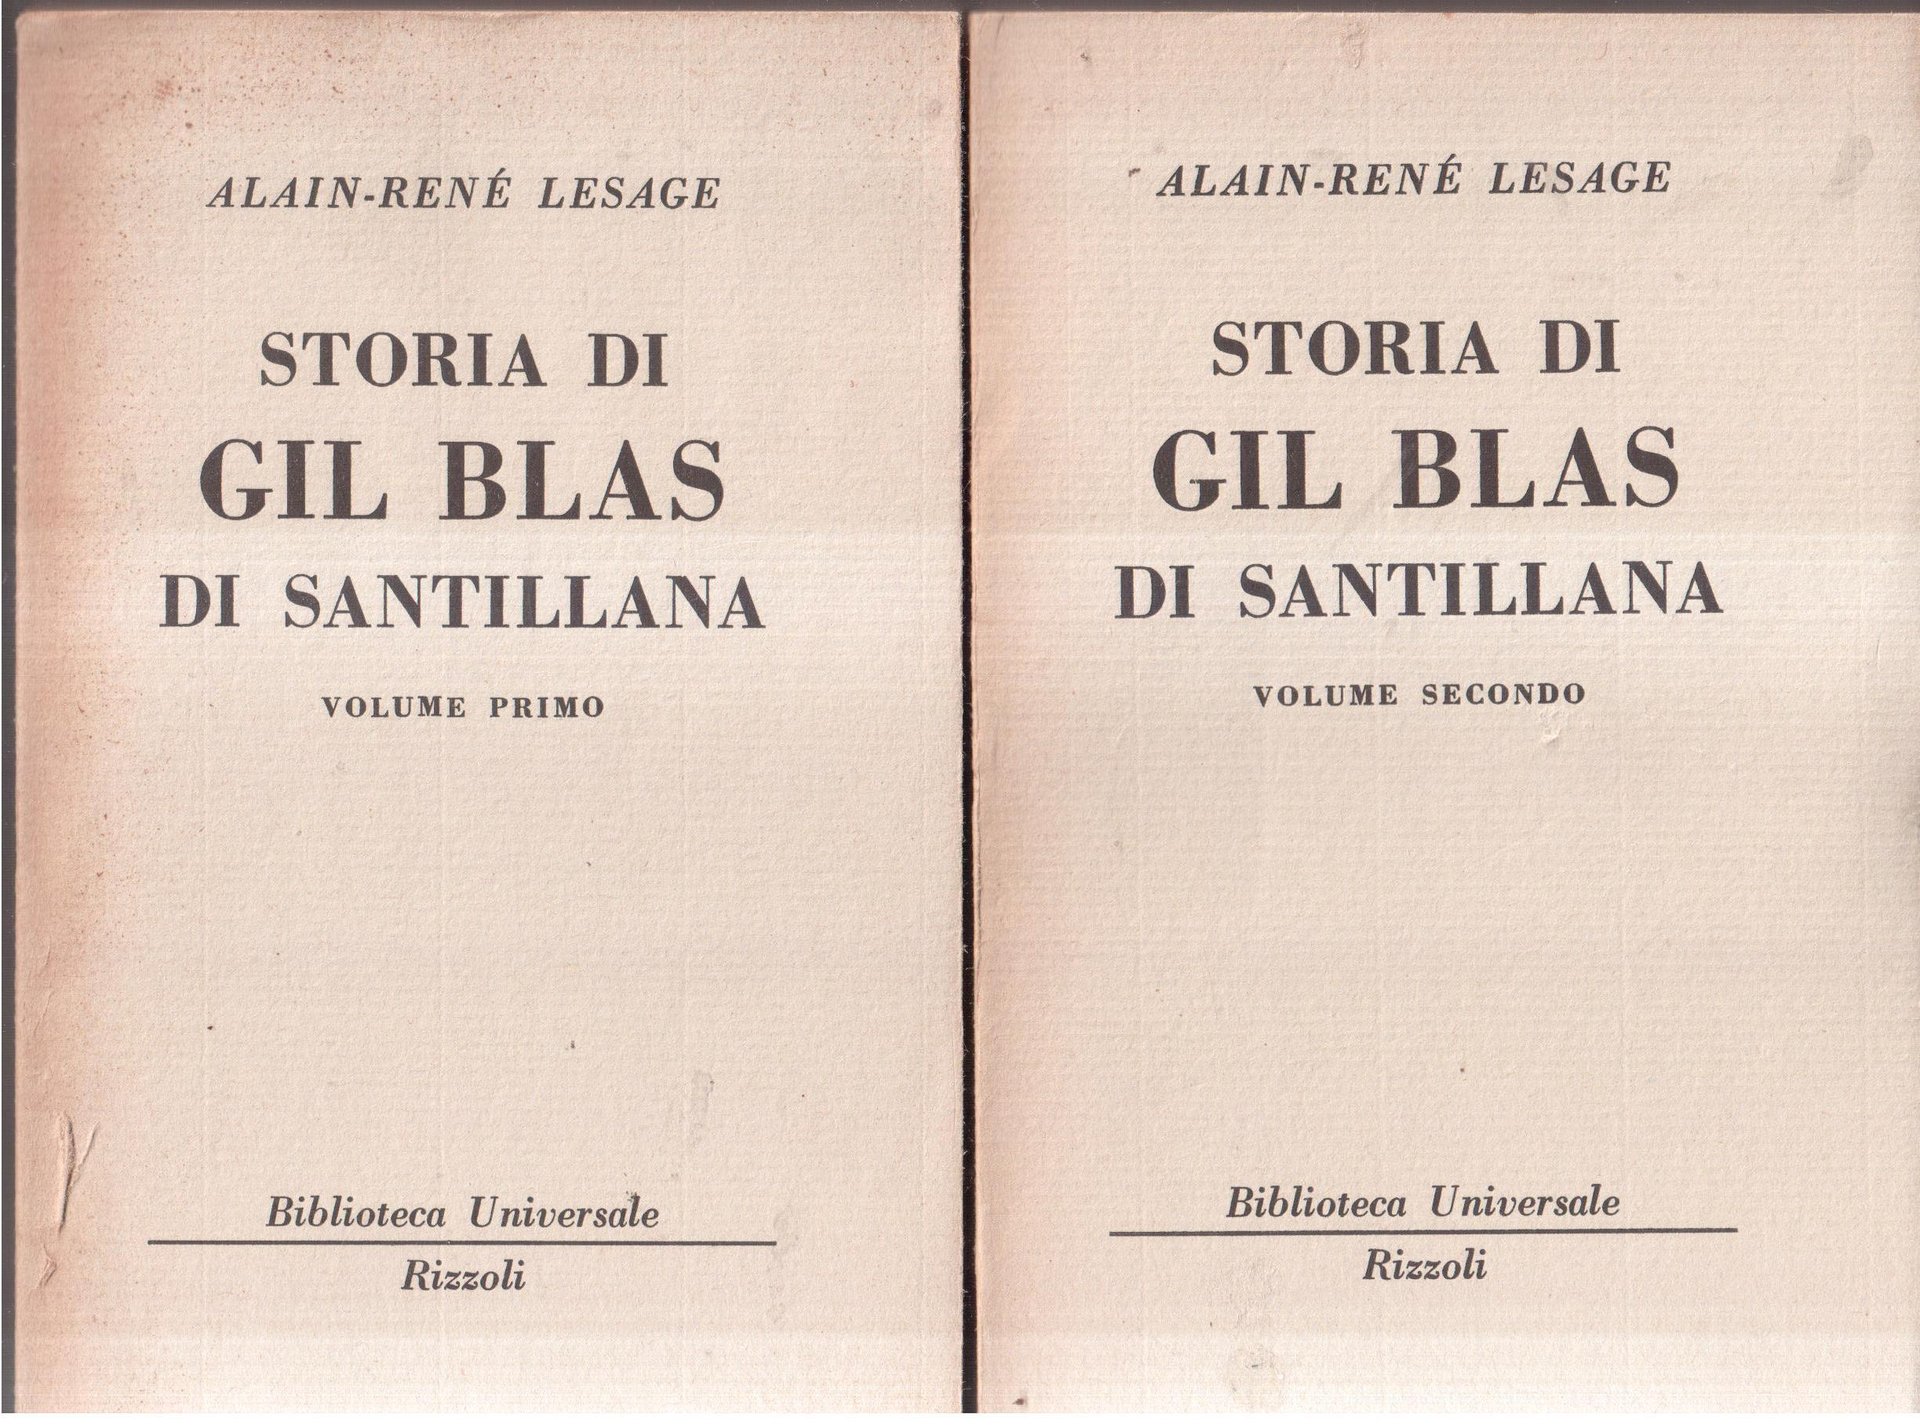 ALAIN-RENÉ LESAGE
STORIA DI
GIL BLAS
DI SANTILLANA
VOLUME PRIMO
Biblioteca Universale
Rizzoli
ALAIN-RENÉ LESAGE
STORIA DI
GIL BLAS
DI SANTILLANA
VOLUME SECONDO
Biblioteca Universale
Rizzoli